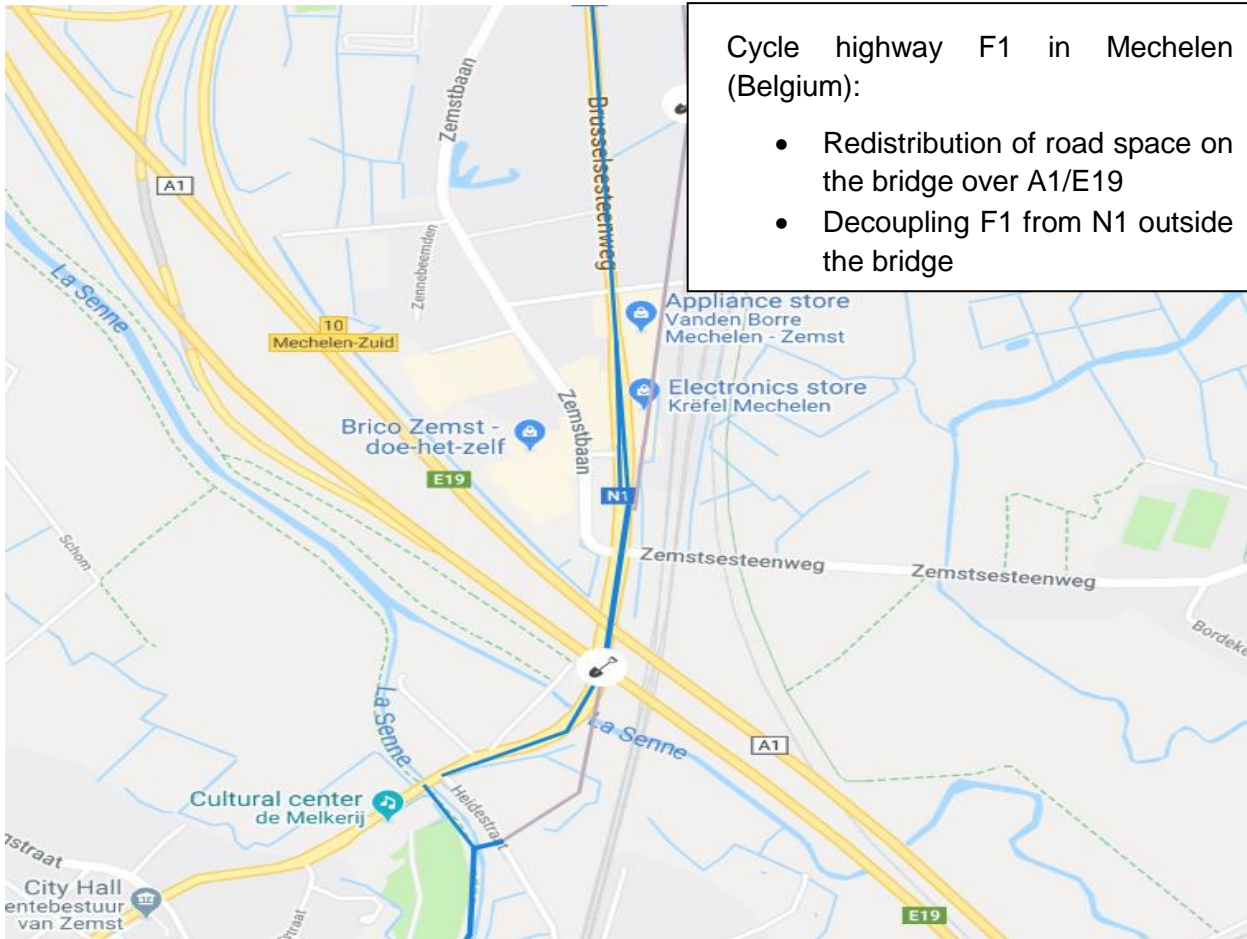 Cycle highway F1 in Mechelen
(Belgium):
• Redistribution of road space on
the bridge over A1/E19
• Decoupling F1 from N1 outside
the bridge
Zemstbaan
Brusselsesteenweg
A1
La Senne
Zennebeemden
10
Mechelen-Zuid
Appliance store
Vanden Borre
Mechelen - Zemst
Electronics store
Krëfel Mechelen
Brico Zemst -
doe-het-zelf
Zemstbaan
E19
N1
Schom
Zemstsesteenweg
Zemstsesteenweg
Bordeke
La Senne
La Senne
A1
Cultural center
de Melkerij
Heidestraat
ngstraat
City Hall
entebestuur
van Zemst
E19